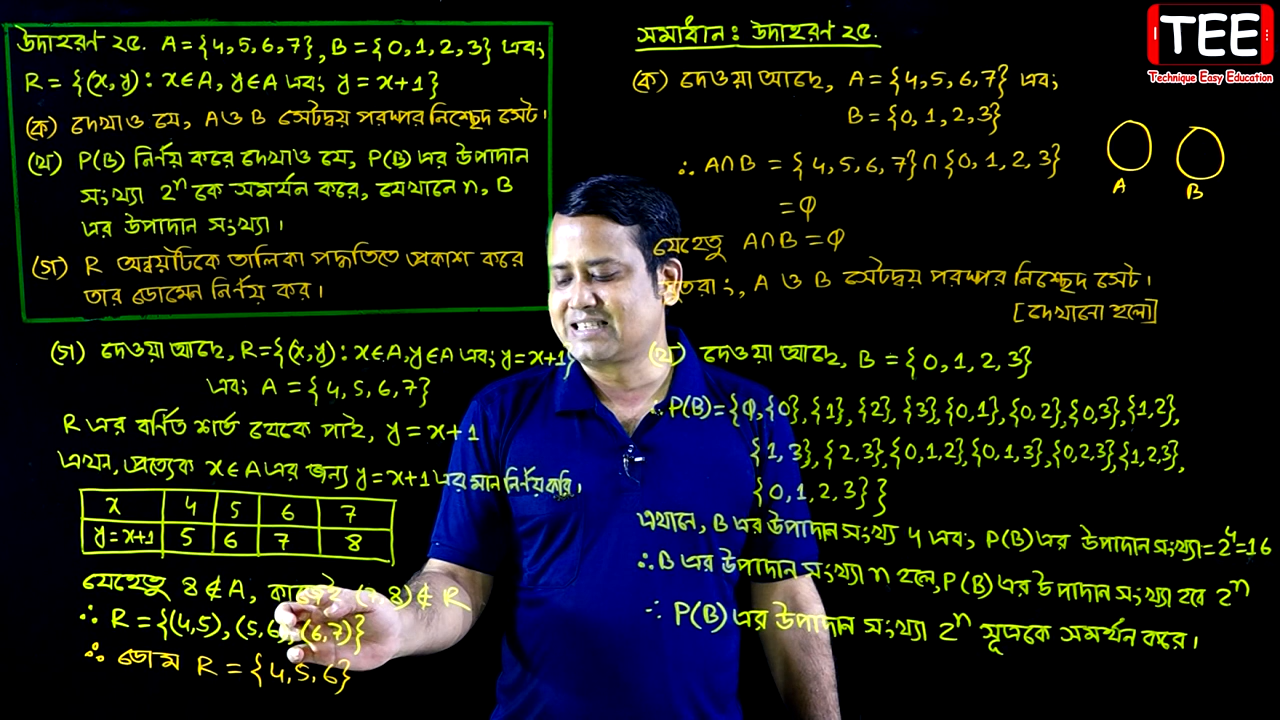 উদাহরণ ২৫. A = {4, 5, 6, 7}, B = {0, 1, 2, 3} এবং
R = {(x, y) : x∈A, y∈A এবং y = x+1}
(ক) দেখাও যে, A ও B সেটদ্বয় পরস্পর নিশ্ছেদ সেট।
(খ) P(B) নির্ণয় করে দেখাও যে, P(B) এর উপাদান
সংখ্যা 2ⁿ কে সমর্থন করে, যেখানে n, B
এর উপাদান সংখ্যা।
(গ) R অন্বয়টিকে তালিকা পদ্ধতিতে প্রকাশ করে
তার ডোমেন নির্ণয় কর।
(গ) দেওয়া আছে, R = {(x, y) : x∈A, y∈A এবং y = x+1}
এবং A = {4, 5, 6, 7}
R এর বর্ণিত শর্ত থেকে পাই, y = x+1
এখন, প্রত্যেক x∈A এর জন্য y = x+1 এর মান নির্ণয় করি।
x 4 5 6 7
y = x+1 5 6 7 8
যেহেতু 8 ∉ A, কাজেই (7, 8) ∉ R
∴ R = {(4, 5), (5, 6), (6, 7)}
∴ ডোম R = {4, 5, 6}
সমাধান : উদাহরণ ২৫.
(ক) দেওয়া আছে, A = {4, 5, 6, 7} এবং
B = {0, 1, 2, 3}
∴ A∩B = {4, 5, 6, 7} ∩ {0, 1, 2, 3}
= φ
যেহেতু A∩B = φ
সুতরাং, A ও B সেটদ্বয় পরস্পর নিশ্ছেদ সেট।
[দেখানো হলো]
A B
(খ) দেওয়া আছে, B = {0, 1, 2, 3}
∴ P(B) = {φ, {0}, {1}, {2}, {3}, {0, 1}, {0, 2}, {0, 3}, {1, 2},
{1, 3}, {2, 3}, {0, 1, 2}, {0, 1, 3}, {0, 2, 3}, {1, 2, 3},
{0, 1, 2, 3}}
এখানে, B এর উপাদান সংখ্য 4 এবং P(B) এর উপাদান সংখ্যা = 2⁴ = 16
∴ B এর উপাদান সংখ্যা n হলে, P(B) এর উপাদান সংখ্যা হবে 2ⁿ
∴ P(B) এর উপাদান সংখ্যা 2ⁿ সূত্রকে সমর্থন করে।
TEE
Technique Easy Education